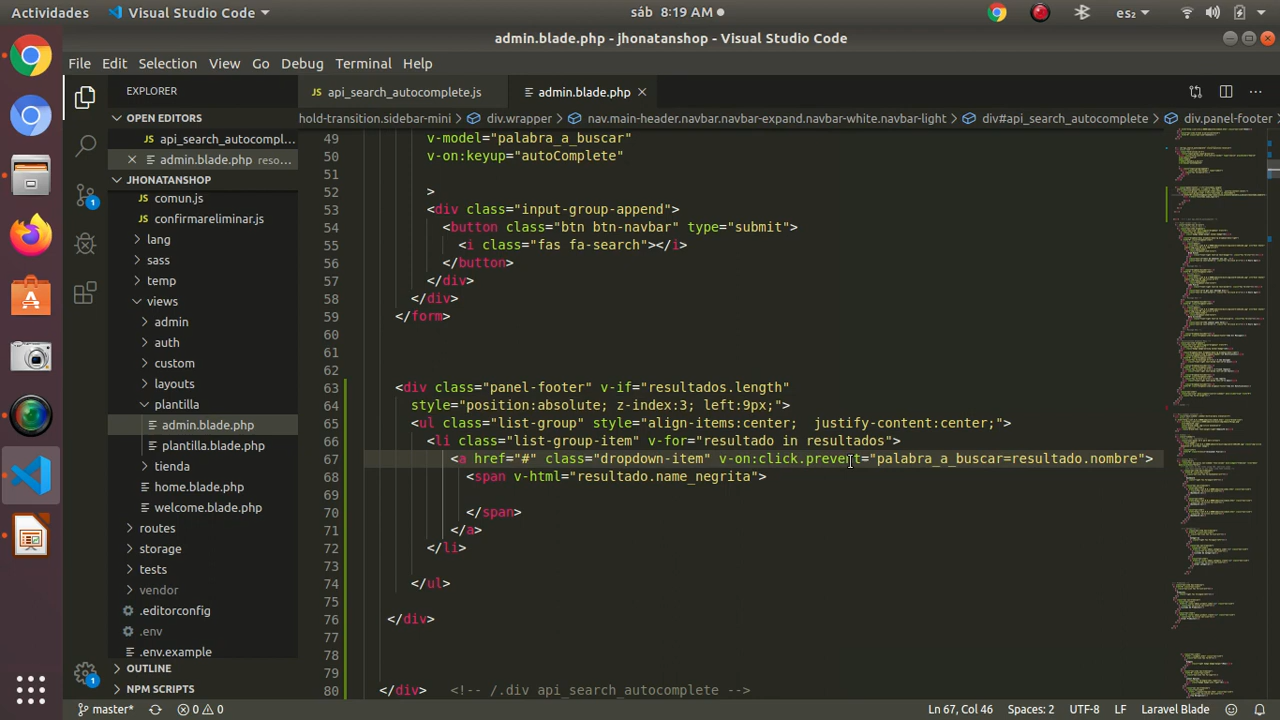 Actividades Visual Studio Code sáb 8:19 AM es₂
admin.blade.php - jhonatanshop - Visual Studio Code
File Edit Selection View Go Debug Terminal Help
EXPLORER
OPEN EDITORS
api_search_autocompl...
admin.blade.php reso...
JHONATANSHOP
comun.js
confirmareliminar.js
lang
sass
temp
views
admin
auth
custom
layouts
plantilla
admin.blade.php
plantilla.blade.php
tienda
home.blade.php
welcome.blade.php
routes
storage
tests
vendor
.editorconfig
.env
.env.example
OUTLINE
NPM SCRIPTS
api_search_autocomplete.js admin.blade.php
hold-transition.sidebar-mini div.wrapper nav.main-header.navbar.navbar-expand.navbar-white.navbar-light div#api_search_autocomplete div.panel-footer
49 v-model="palabra_a_buscar"
50 v-on:keyup="autoComplete"
51
52 >
53 <div class="input-group-append">
54 <button class="btn btn-navbar" type="submit">
55 <i class="fas fa-search"></i>
56 </button>
57 </div>
58 </div>
59 </form>
60
61
62
63 <div class="panel-footer" v-if="resultados.length"
64 style="position:absolute; z-index:3; left:9px;">
65 <ul class="list-group" style="align-items:center;  justify-content:center;">
66 <li class="list-group-item" v-for="resultado in resultados">
67 <a href="#" class="dropdown-item" v-on:click.prevent="palabra_a_buscar=resultado.nombre">
68 <span v-html="resultado.name_negrita">
69
70 </span>
71 </a>
72 </li>
73
74 </ul>
75
76 </div>
77
78
79
80 </div> <!-- /div api_search_autocomplete -->
master* 0 0 Ln 67, Col 46 Spaces: 2 UTF-8 LF Laravel Blade
1
1